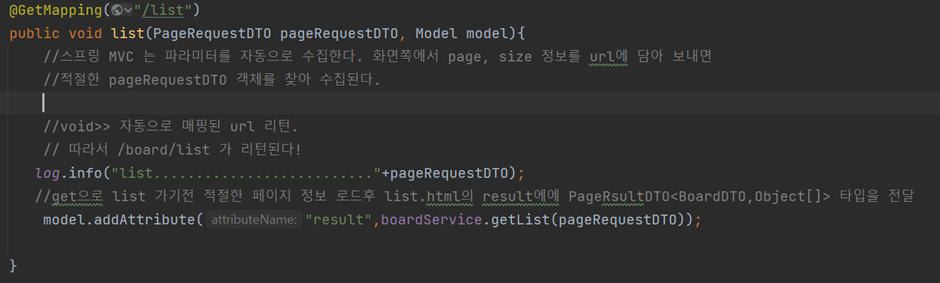 @GetMapping("/list")
public void list(PageRequestDTO pageRequestDTO, Model model){
//스프링 MVC 는 파라미터를 자동으로 수집한다. 화면쪽에서 page, size 정보를 url에 담아 보내면
//적절한 pageRequestDTO 객체를 찾아 수집된다.
//void>> 자동으로 매핑된 url 리턴.
// 따라서 /board/list 가 리턴된다!
log.info("list.........................."+pageRequestDTO);
//get으로 list 가기전 적절한 페이지 정보 로드후 list.html의 result에에 PageRsultDTO<BoardDTO,Object[]> 타입을 전달
model.addAttribute( attributeName: "result",boardService.getList(pageRequestDTO));
}